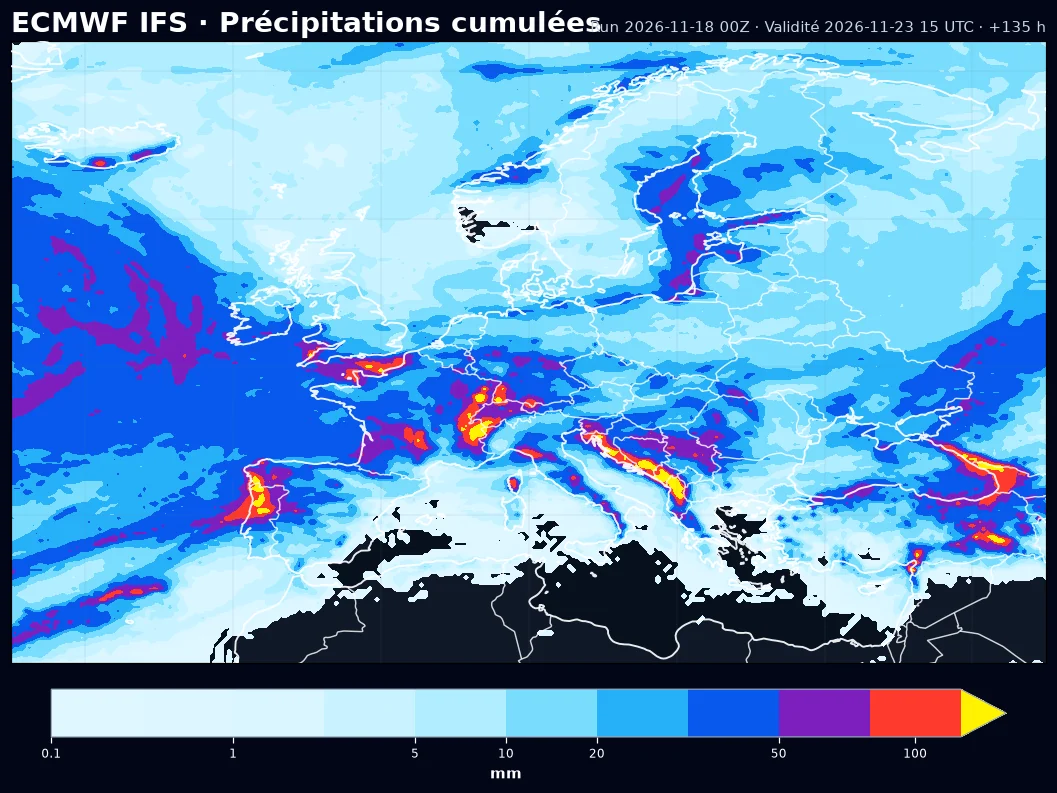 ECMWF IFS · Précipitations cumulées
Run 2026-11-18 00Z · Validité 2026-11-23 15 UTC · +135 h
0.1 1 5 10 20 50 100
mm